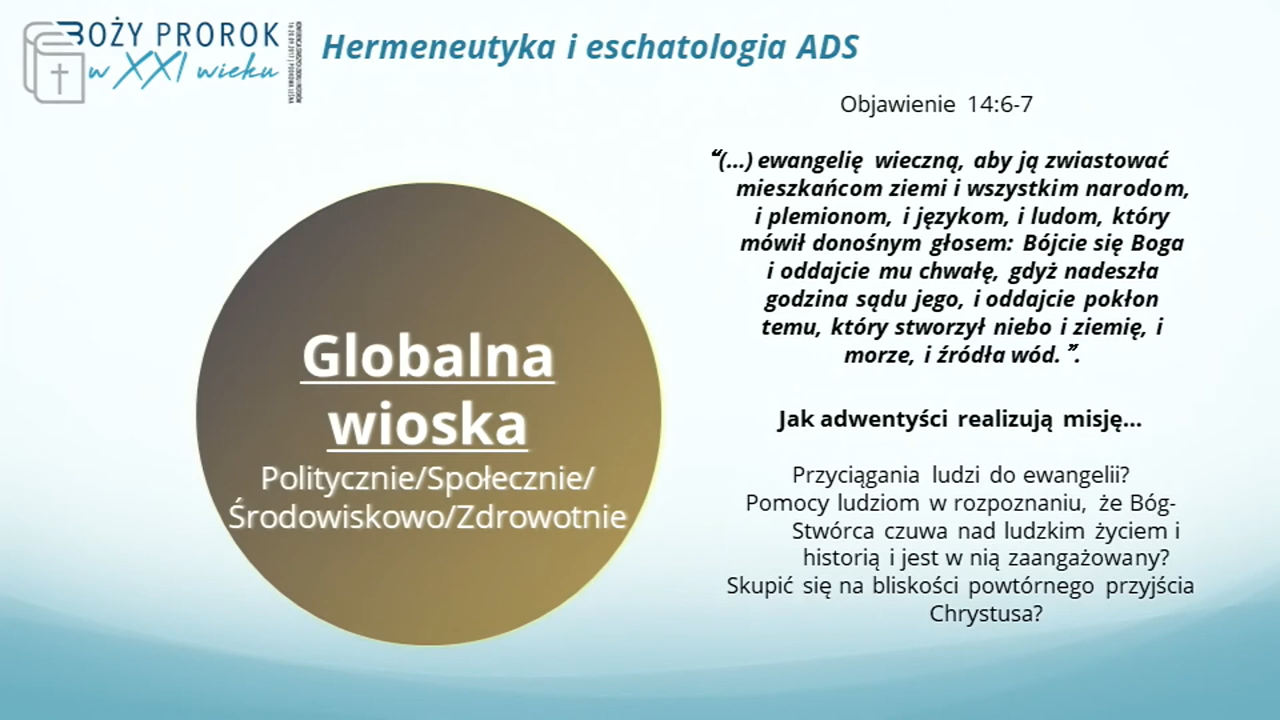 BOŻY PROROK
w XXI wieku
Hermeneutyka i eschatologia ADS
Objawienie 14:6-7
“(...) ewangelię wieczną, aby ją zwiastować
mieszkańcom ziemi i wszystkim narodom,
i plemionom, i językom, i ludom, który
mówił donośnym głosem: Bójcie się Boga
i oddajcie mu chwałę, gdyż nadeszła
godzina sądu jego, i oddajcie pokłon
temu, który stworzył niebo i ziemię, i
morze, i źródła wód. ”.
Globalna
wioska
Politycznie/Społecznie/
Środowiskowo/Zdrowotnie
Jak adwentyści realizują misję...
Przyciągania ludzi do ewangelii?
Pomocy ludziom w rozpoznaniu, że Bóg-
Stwórca czuwa nad ludzkim życiem i
historią i jest w nią zaangażowany?
Skupić się na bliskości powtórnego przyjścia
Chrystusa?